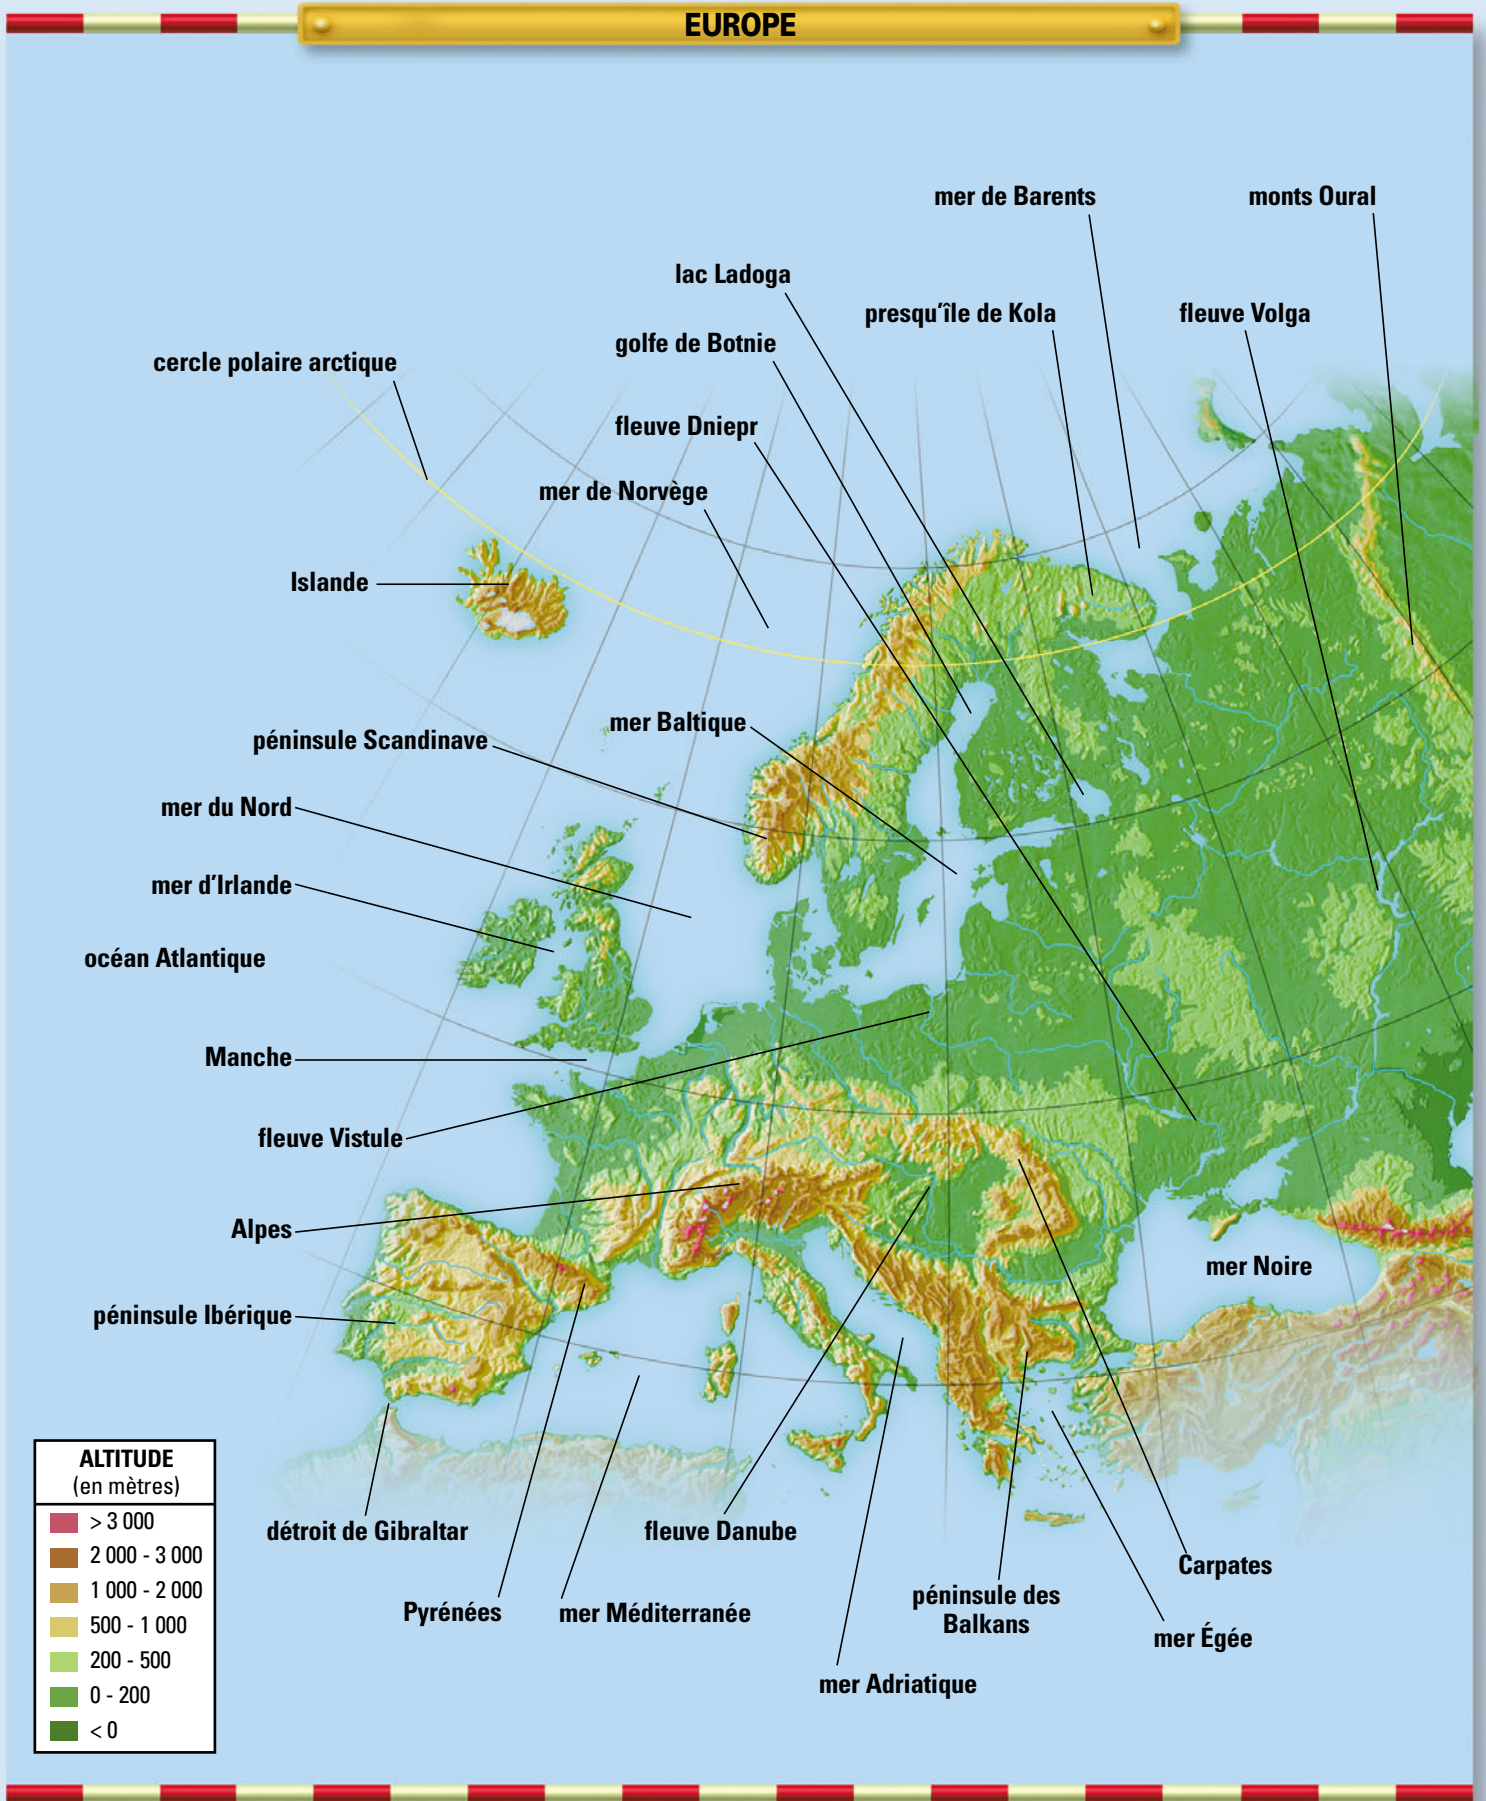 EUROPE
mer de Barents
monts Oural
lac Ladoga
presqu'île de Kola
fleuve Volga
golfe de Botnie
cercle polaire arctique
fleuve Dniepr
mer de Norvège
Islande
mer Baltique
péninsule Scandinave
mer du Nord
mer d'Irlande
océan Atlantique
Manche
fleuve Vistule
Alpes
mer Noire
péninsule Ibérique
ALTITUDE
(en mètres)
> 3 000
2 000 - 3 000
1 000 - 2 000
500 - 1 000
200 - 500
0 - 200
< 0
détroit de Gibraltar
fleuve Danube
Carpates
Pyrénées
mer Méditerranée
péninsule des
Balkans
mer Égée
mer Adriatique